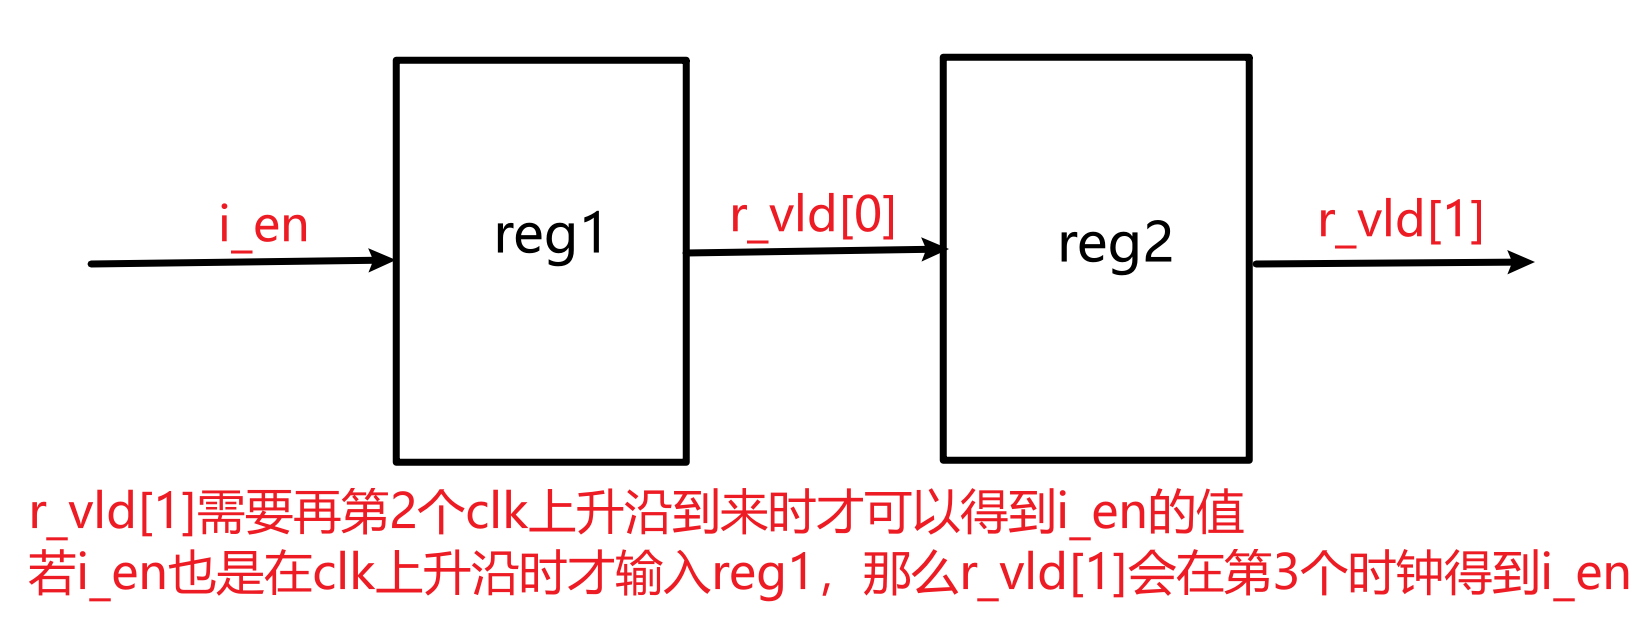 i_en
reg1
r_vld[0]
reg2
r_vld[1]
r_vld[1]需要再第2个clk上升沿到来时才可以得到i_en的值
若i_en也是在clk上升沿时才输入reg1，那么r_vld[1]会在第3个时钟得到i_en